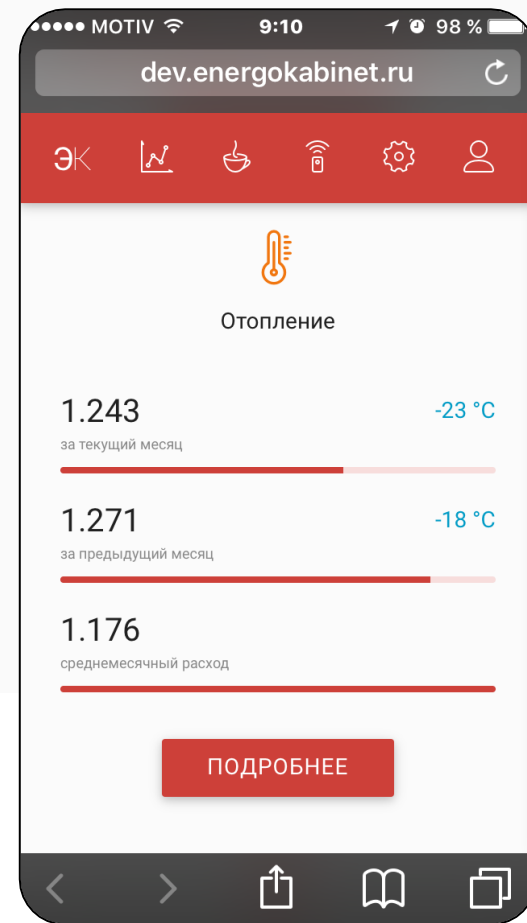 MOTIV 9:10 98 %
dev.energokabinet.ru
ЭК
Отопление
1.243 -23 °C
за текущий месяц
1.271 -18 °C
за предыдущий месяц
1.176
среднемесячный расход
ПОДРОБНЕЕ